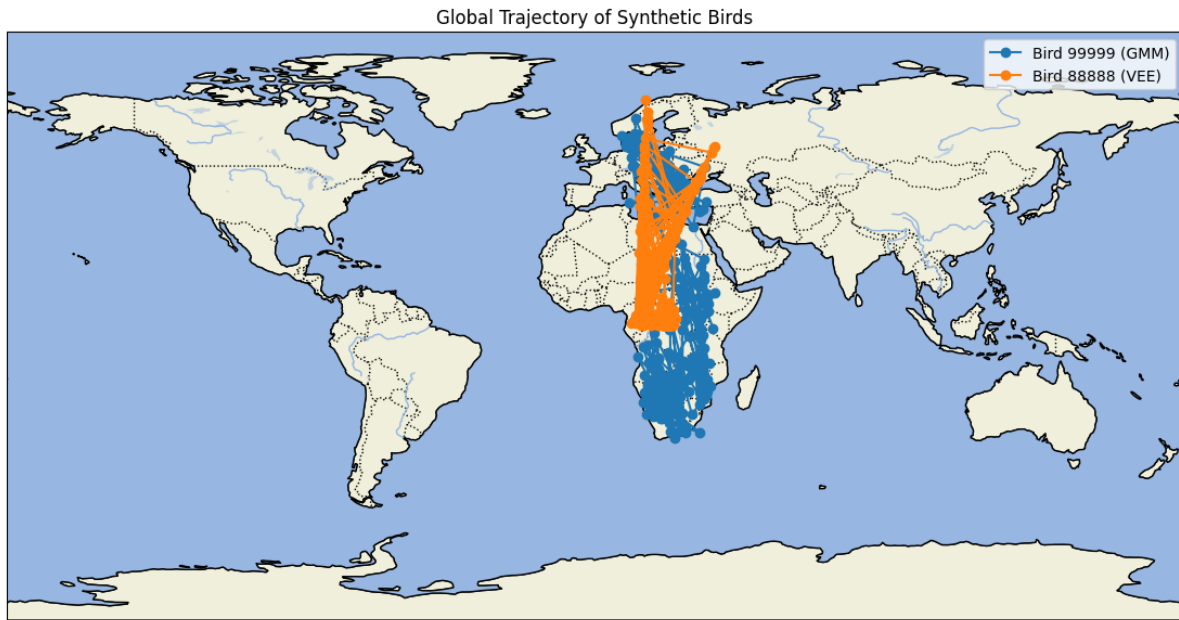 Global Trajectory of Synthetic Birds
Bird 99999 (GMM)
Bird 88888 (VEE)